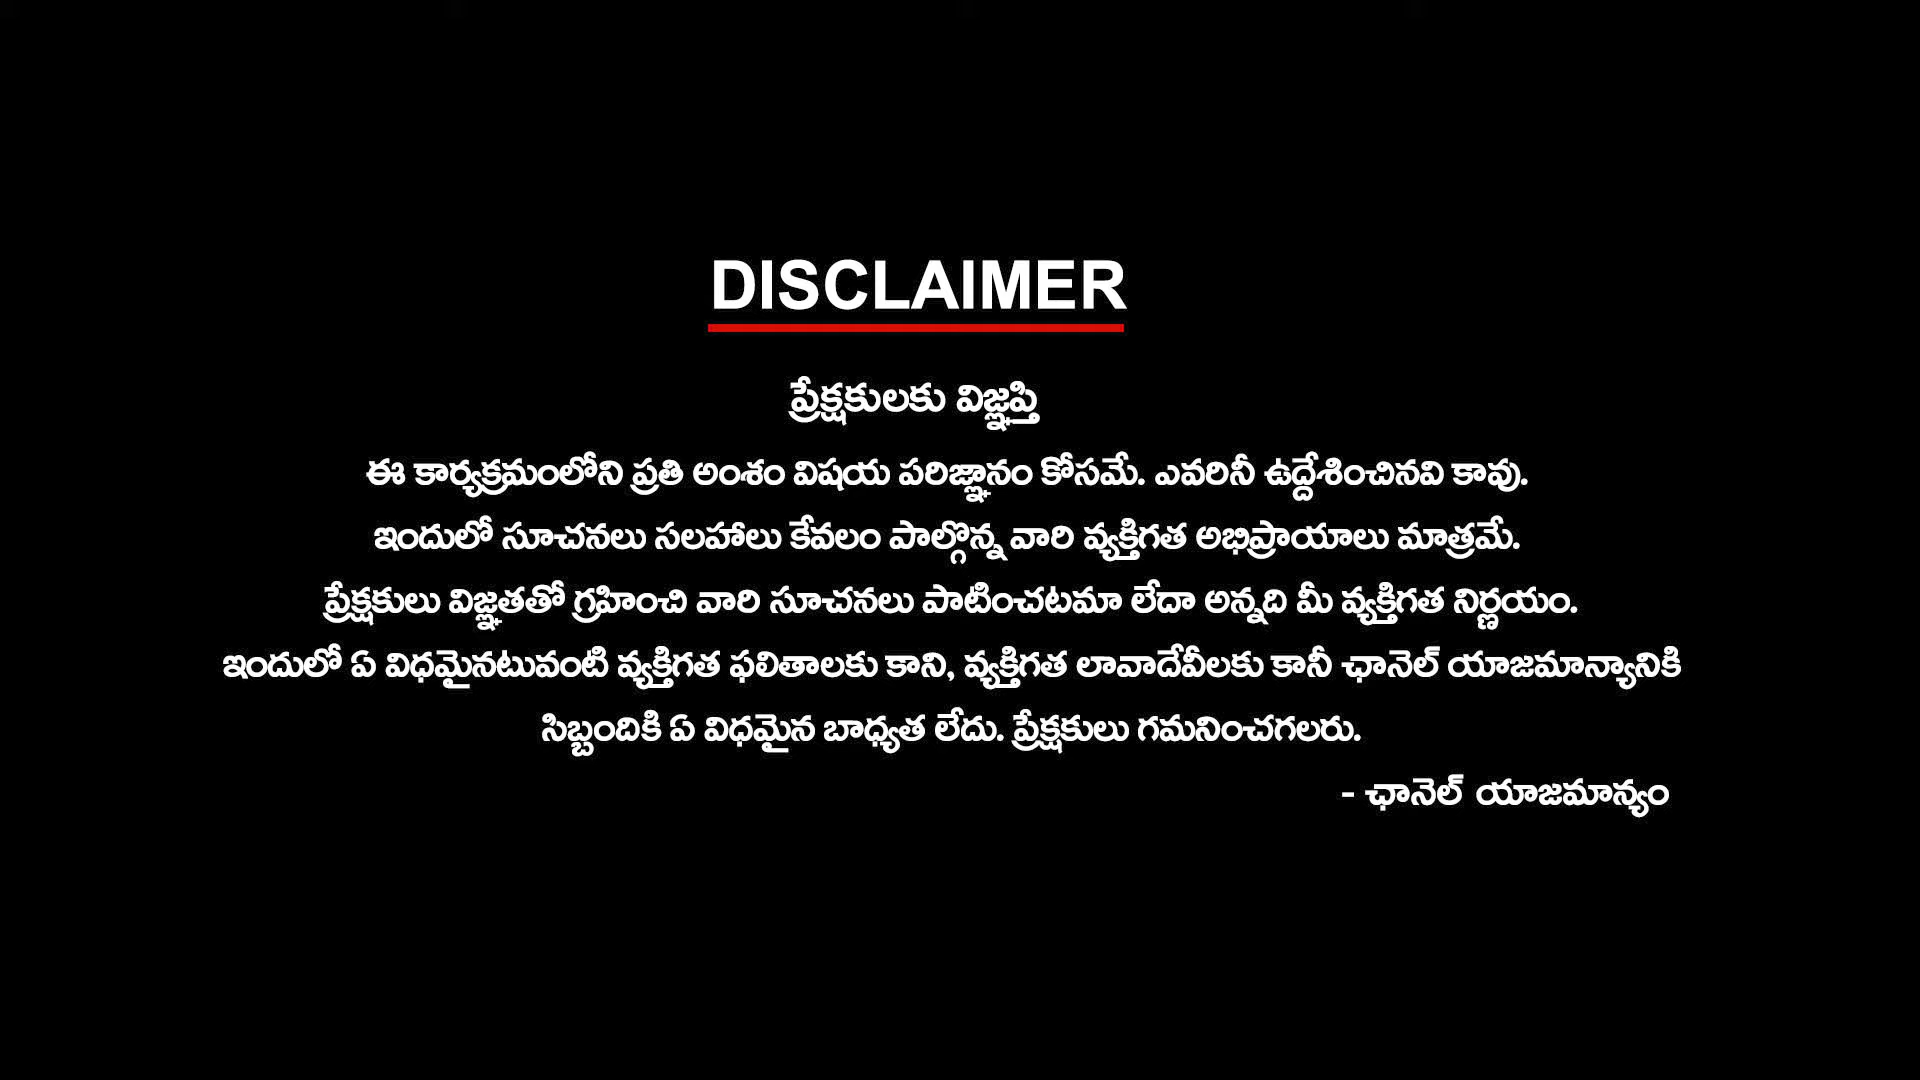 DISCLAIMER
ప్రేక్షకులకు విజ్ఞప్తి
ఈ కార్యక్రమంలోని ప్రతి అంశం విషయ పరిజ్ఞానం కోసమే. ఎవరినీ ఉద్దేశించినవి కావు.
ఇందులో సూచనలు సలహాలు కేవలం పాల్గొన్న వారి వ్యక్తిగత అభిప్రాయాలు మాత్రమే.
ప్రేక్షకులు విజ్ఞతతో గ్రహించి వారి సూచనలు పాటించటమా లేదా అన్నది మీ వ్యక్తిగత నిర్ణయం.
ఇందులో ఏ విధమైనటువంటి వ్యక్తిగత ఫలితాలకు కాని, వ్యక్తిగత లావాదేవీలకు కానీ ఛానెల్ యాజమాన్యానికి
సిబ్బందికి ఏ విధమైన బాధ్యత లేదు. ప్రేక్షకులు గమనించగలరు.
- ఛానెల్ యాజమాన్యం